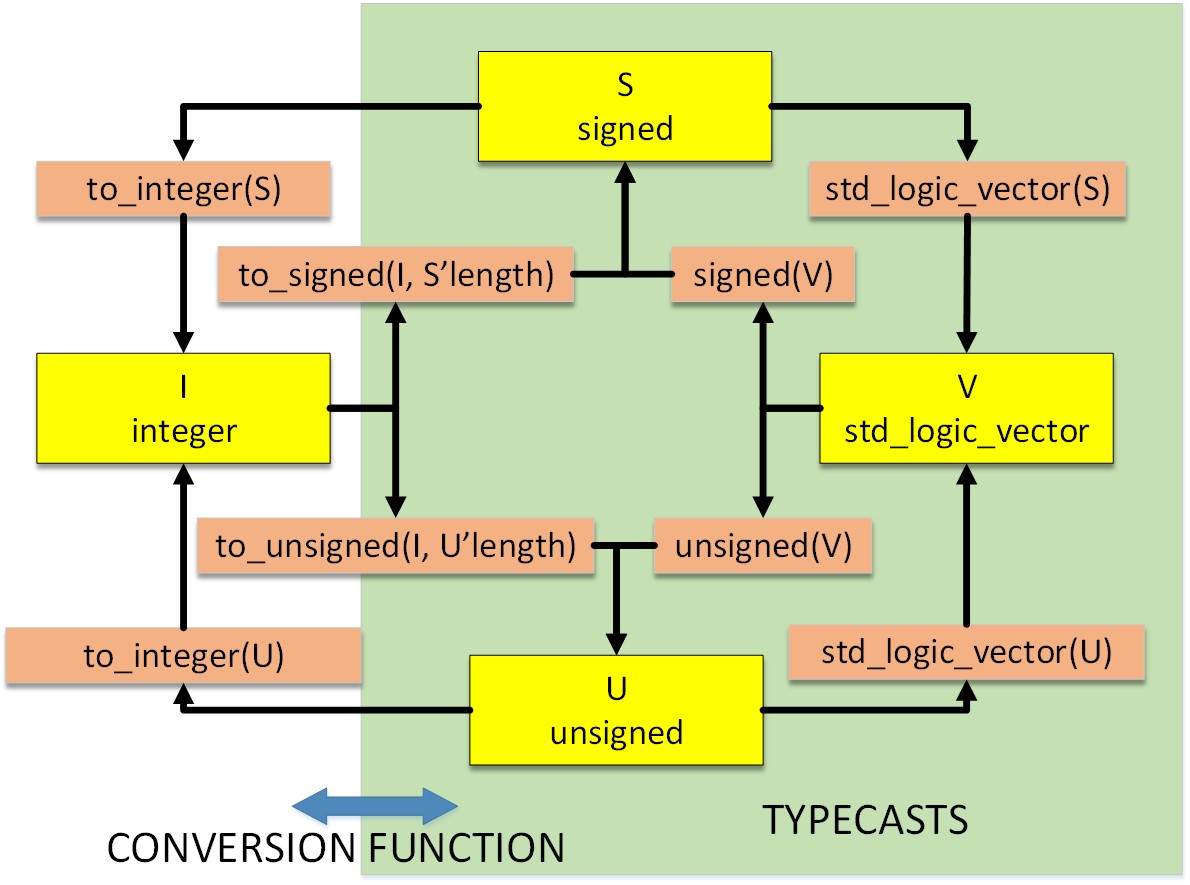 S
signed
to_integer(S)
std_logic_vector(S)
to_signed(I, S’length)
signed(V)
I
integer
V
std_logic_vector
to_unsigned(I, U’length)
unsigned(V)
to_integer(U)
std_logic_vector(U)
U
unsigned
TYPECASTS
CONVERSION FUNCTION